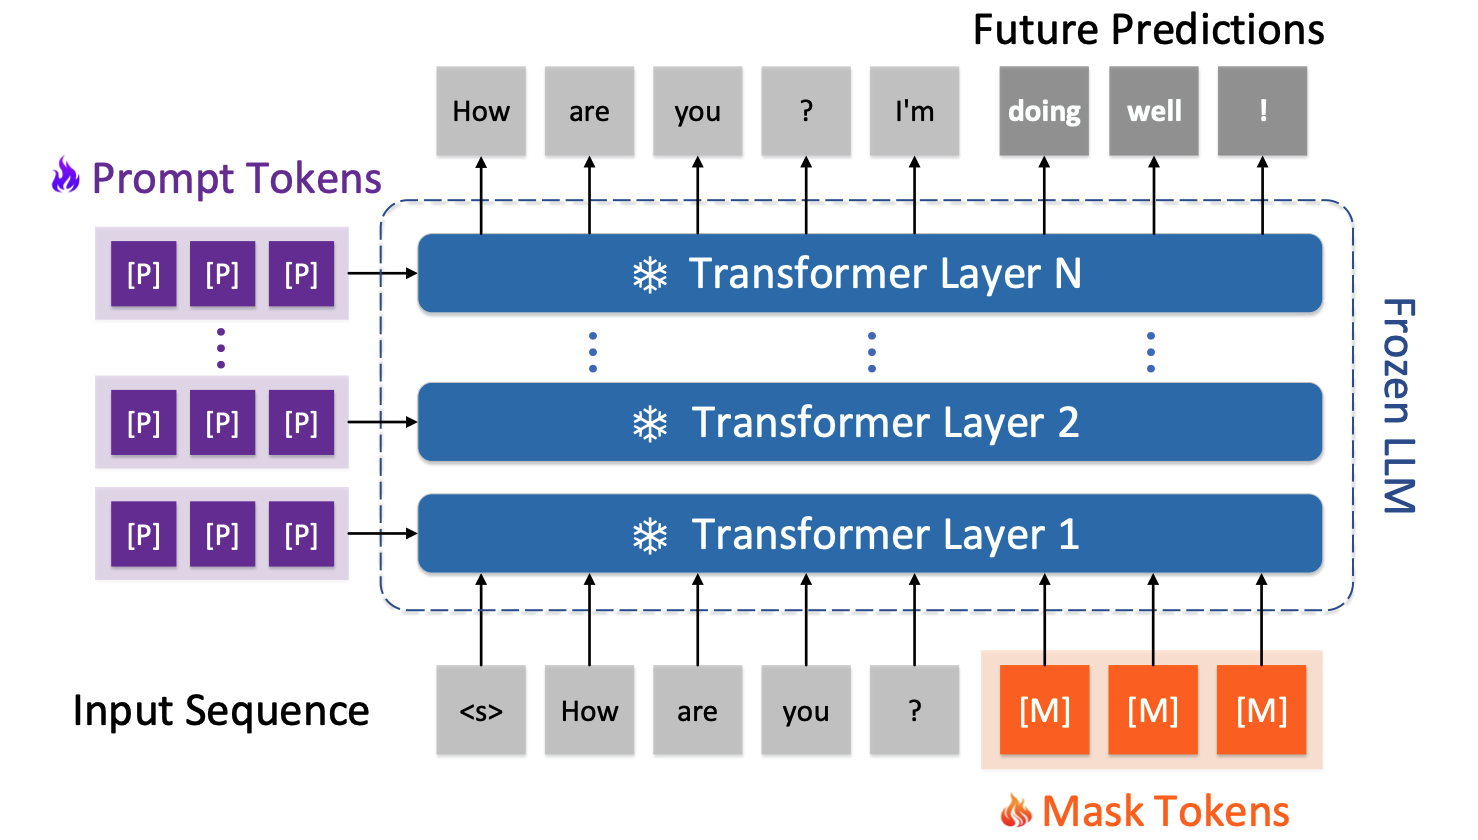 Future Predictions
How are you ? I'm doing well !
Prompt Tokens
[P] [P] [P]
Transformer Layer N
[P] [P] [P]
Transformer Layer 2
[P] [P] [P]
Transformer Layer 1
Frozen LLM
Input Sequence
<s> How are you ? [M] [M] [M]
Mask Tokens